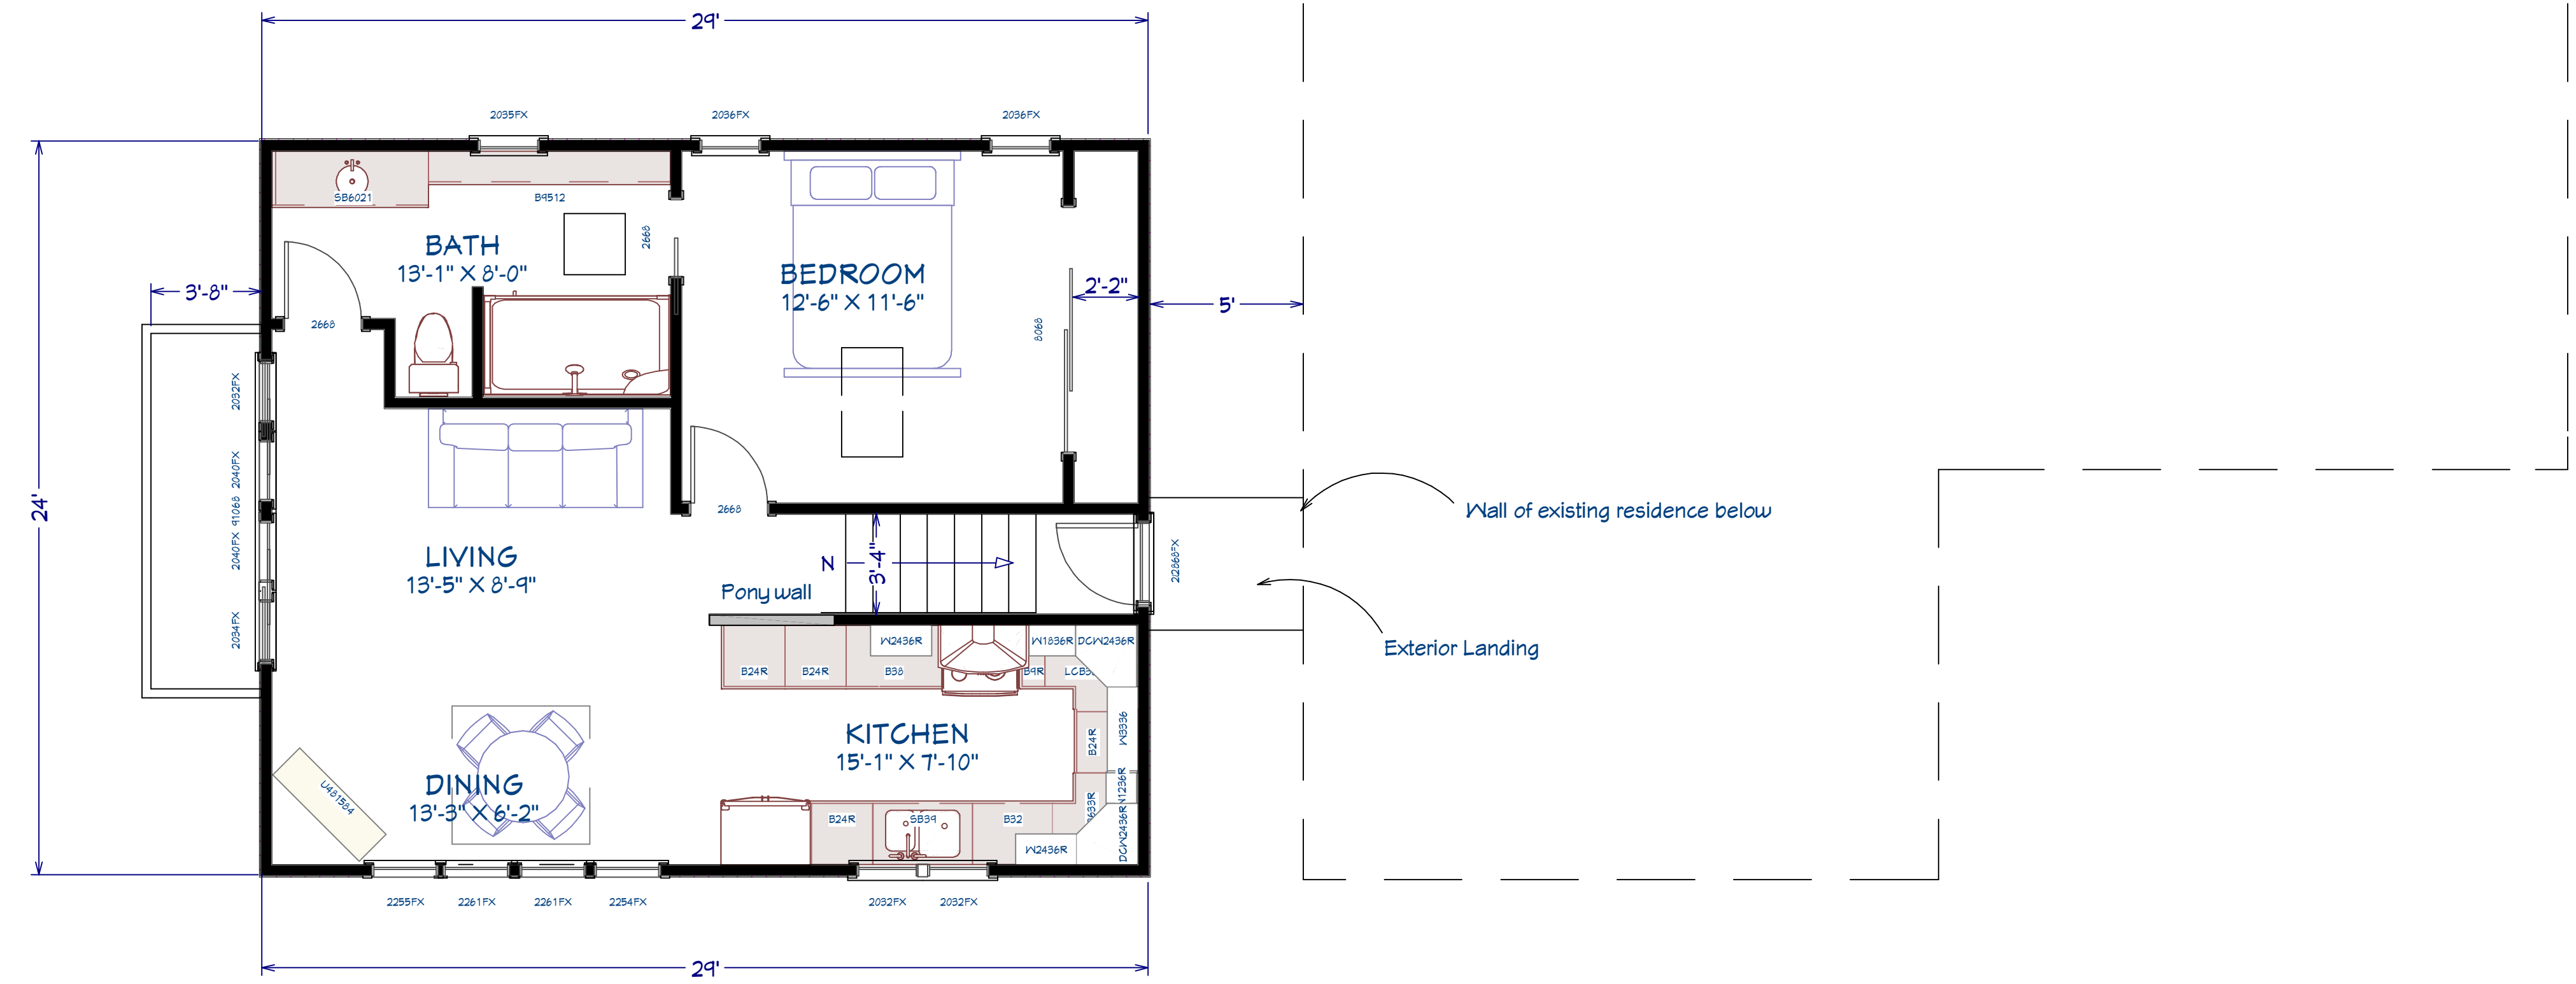 29'
2035FX
2036FX
2036FX
SB6021
B9512
2668
BATH
13'-1" X 8'-0"
BEDROOM
12'-6" X 11'-6"
2'-2"
3'-8"
5'
2668
8068
2032FX
2040FX
91068
2040FX
2034FX
24'
2668
Wall of existing residence below
LIVING
13'-5" X 8'-9"
N
3'-4"
212868FX
Pony wall
Exterior Landing
W2436R
W1836R
DCW2436R
B24R
B24R
B38
B9R
KITCHEN
15'-1" X 7'-10"
B24R
W3336
DINING
13'-3" X 6'-2"
U481584
B24R
SB39
B32
W2436R
DCW2436R
2255FX
2261FX
2261FX
2254FX
2032FX
2032FX
29'